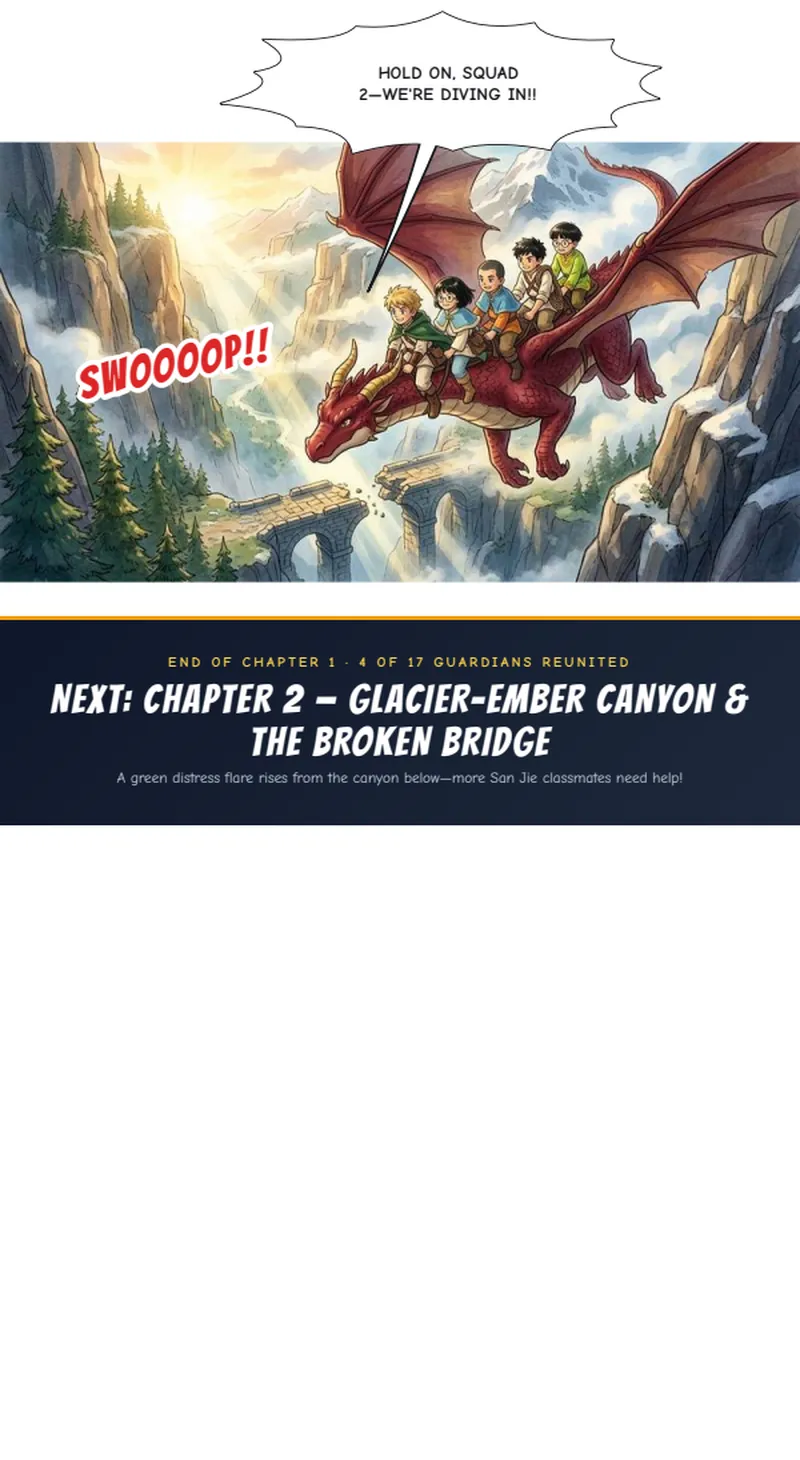 HOLD ON, SQUAD
2—WE'RE DIVING IN!!
SWOOOOP!!
END OF CHAPTER 1 · 4 OF 17 GUARDIANS REUNITED
NEXT: CHAPTER 2 — GLACIER-EMBER CANYON &
THE BROKEN BRIDGE
A green distress flare rises from the canyon below—more San Jie classmates need help!